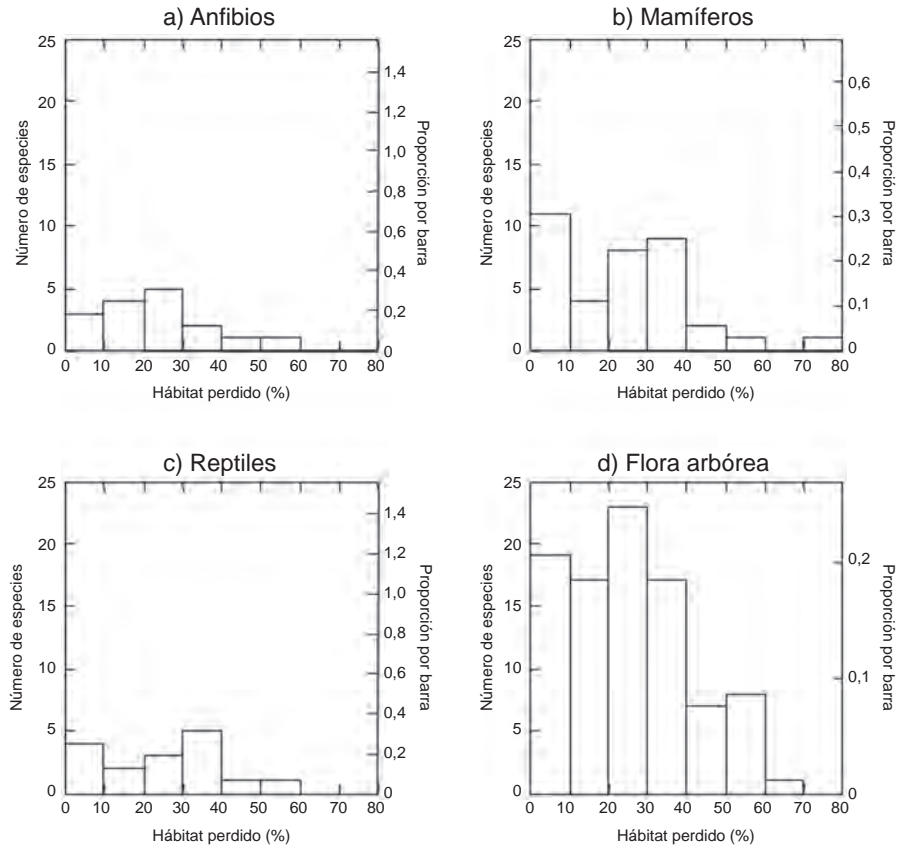 a) Anfibios
25
20
15
10
5
0
Número de especies
1,4
1,2
1,0
0,8
0,6
0,4
0,2
0
Proporción por barra
0 10 20 30 40 50 60 70 80
Hábitat perdido (%)
b) Mamíferos
25
20
15
10
5
0
Número de especies
0,6
0,5
0,4
0,3
0,2
0,1
0
Proporción por barra
0 10 20 30 40 50 60 70 80
Hábitat perdido (%)
c) Reptiles
25
20
15
10
5
0
Número de especies
1,4
1,2
1,0
0,8
0,6
0,4
0,2
0
Proporción por barra
0 10 20 30 40 50 60 70 80
Hábitat perdido (%)
d) Flora arbórea
25
20
15
10
5
0
Número de especies
0,2
0,1
0
Proporción por barra
0 10 20 30 40 50 60 70 80
Hábitat perdido (%)